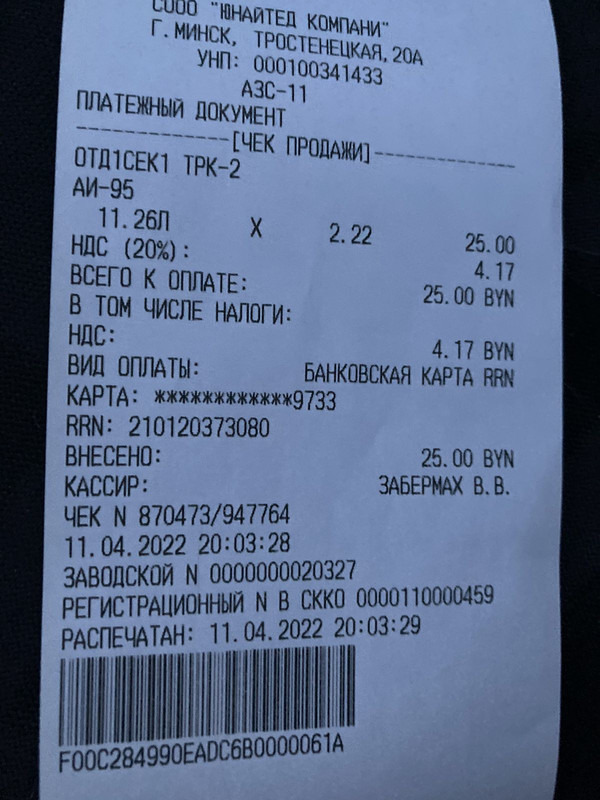 СООО "ЮНАЙТЕД КОМПАНИ"
Г.МИНСК, ТРОСТЕНЕЦКАЯ,20А
УНП: 000100341433
АЗС-11
ПЛАТЕЖНЫЙ ДОКУМЕНТ
---------------[ЧЕК ПРОДАЖИ]---------------
ОТД1СЕК1 ТРК-2
АИ-95
11.26Л X 2.22 25.00
НДС (20%): 4.17
ВСЕГО К ОПЛАТЕ: 25.00 BYN
В ТОМ ЧИСЛЕ НАЛОГИ:
НДС: 4.17 BYN
ВИД ОПЛАТЫ: БАНКОВСКАЯ КАРТА RRN
КАРТА: ************9733
RRN: 210120373080
ВНЕСЕНО: 25.00 BYN
КАССИР: ЗАБЕРМАХ В.В.
ЧЕК N 870473/947764
11.04.2022 20:03:28
ЗАВОДСКОЙ N 0000000020327
РЕГИСТРАЦИОННЫЙ N В СККО 0000110000459
РАСПЕЧАТАН: 11.04.2022 20:03:29
F00C284990EADC6B0000061A